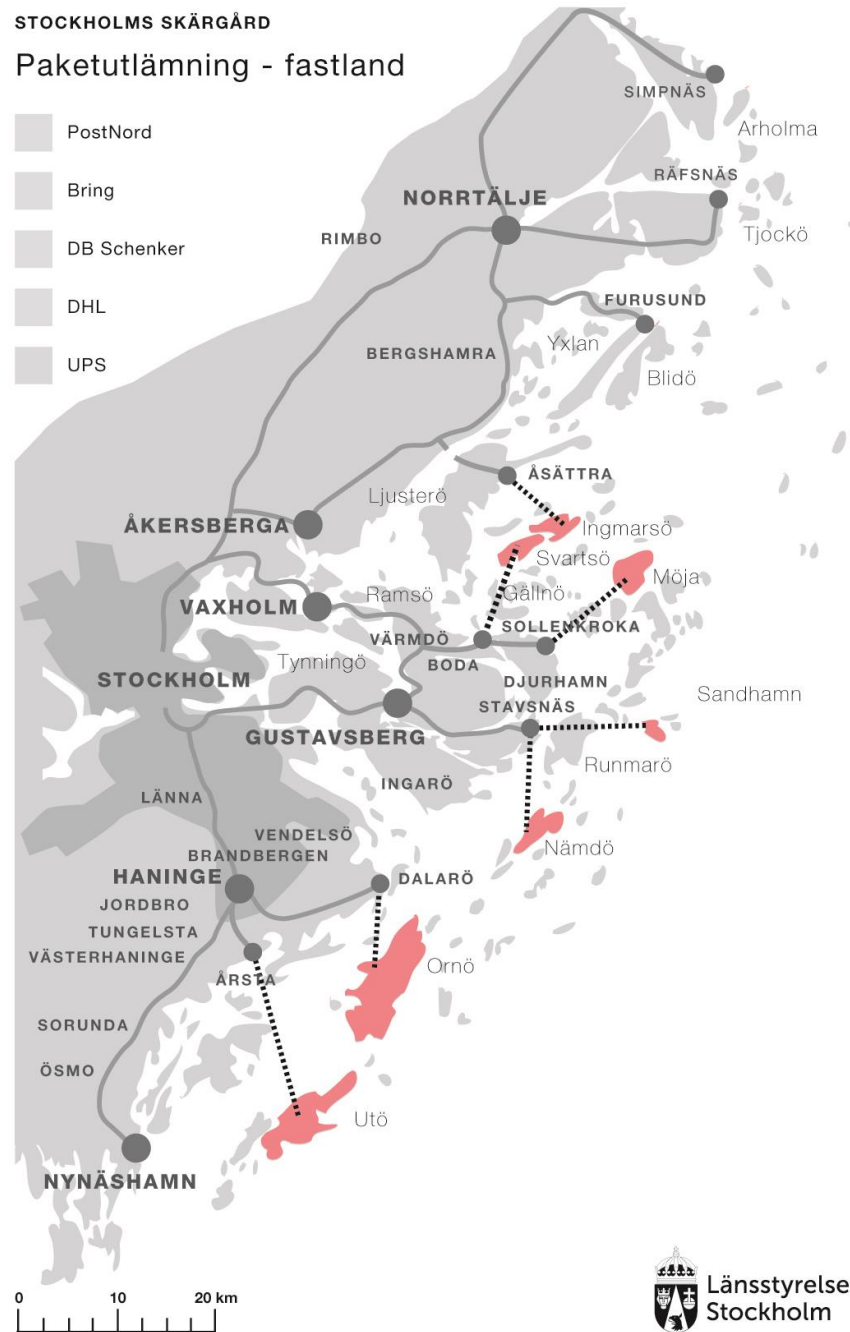 STOCKHOLMS SKÄRGÅRD
Paketutlämning - fastland
PostNord
Bring
DB Schenker
DHL
UPS
SIMPNÄS
Arholma
RÄFSNÄS
NORRTÄLJE
Tjockö
RIMBO
FURUSUND
Yxlan
BERGSHAMRA
Blidö
ÅSÄTTRA
Ljusterö
ÅKERSBERGA
Ingmarsö
Svartsö
Möja
Gällnö
Ramsö
VAXHOLM
SOLLENKROKA
VÄRMDÖ
BODA
Tynningö
STOCKHOLM
DJURHAMN
Sandhamn
STAVSNÄS
GUSTAVSBERG
Runmarö
INGARÖ
LÄNNA
VENDELSÖ
Nämdö
BRANDBERGEN
HANINGE
DALARÖ
JORDBRO
TUNGELSTA
VÄSTERHANINGE
Ornö
ÅRSTA
SORUNDA
ÖSMO
Utö
NYNÄSHAMN
0 10 20 km
Länsstyrelse
Stockholm